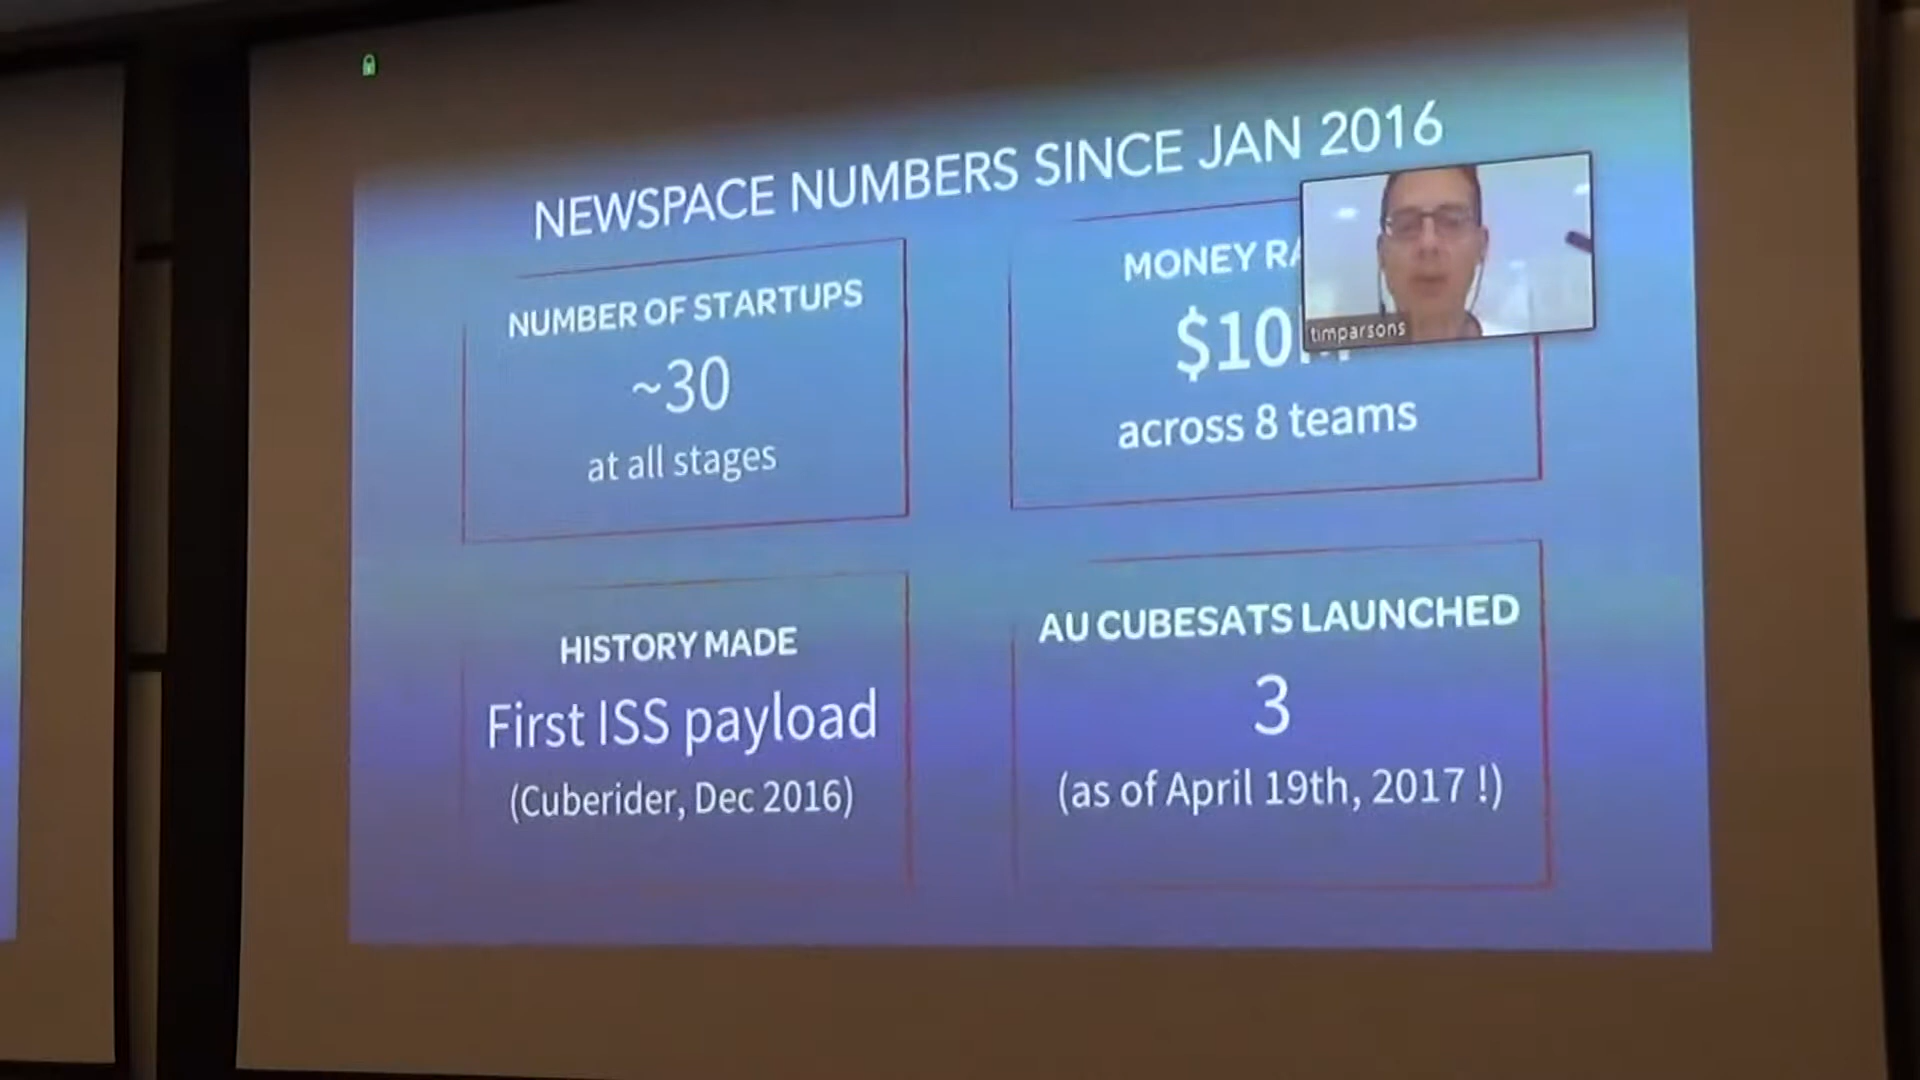 NEWSPACE NUMBERS SINCE JAN 2016
NUMBER OF STARTUPS
~30
at all stages
MONEY
$10
across 8 teams
timparsons
HISTORY MADE
First ISS payload
(Cuberider, Dec 2016)
AU CUBESATS LAUNCHED
3
(as of April 19th, 2017 !)